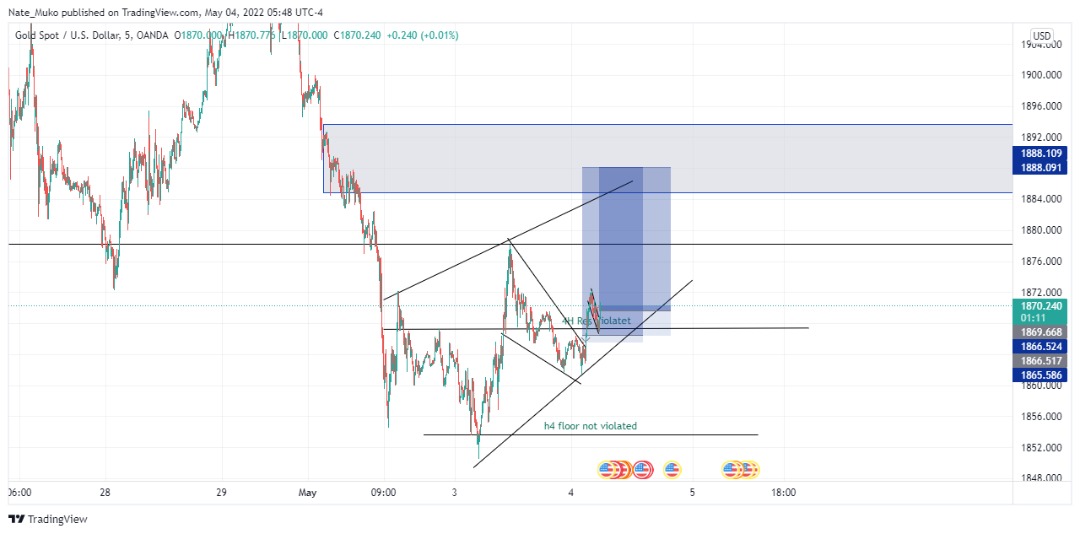 Nate_Muko published on TradingView.com, May 04, 2022 05:48 UTC-4
Gold Spot / U.S. Dollar, 5, OANDA O1870.000 H1870.776 L1870.000 C1870.240 +0.240 (+0.01%)
USD
1904.000
1900.000
1896.000
1892.000
1888.109
1888.091
1884.000
1880.000
1876.000
1872.000
1870.240
01:11
1869.668
1866.524
1866.517
1865.586
1860.000
1856.000
1852.000
1848.000
4H Res violatet
h4 floor not violated
06:00 28 29 May 09:00 3 4 5 18:00
TradingView